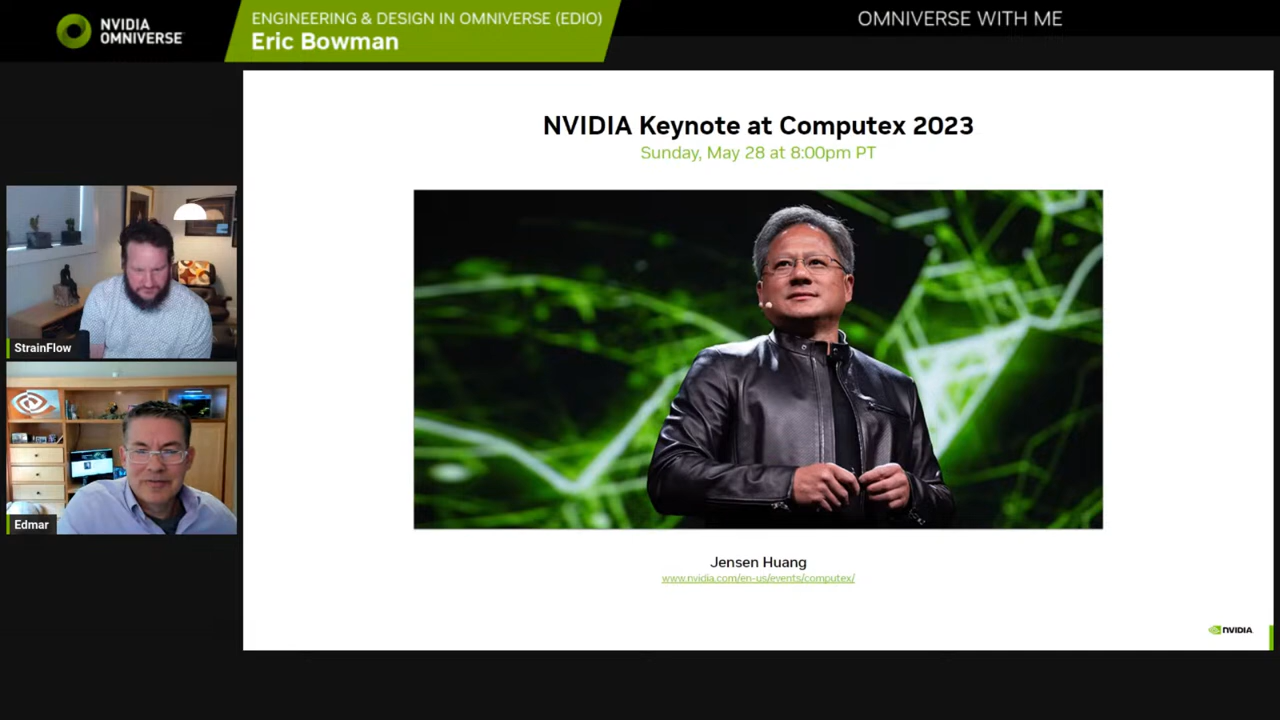 NVIDIA
OMNIVERSE
ENGINEERING & DESIGN IN OMNIVERSE (EDIO)
Eric Bowman
OMNIVERSE WITH ME
NVIDIA Keynote at Computex 2023
Sunday, May 28 at 8:00pm PT
StrainFlow
Edmar
Jensen Huang
www.nvidia.com/en-us/events/computex/
NVIDIA